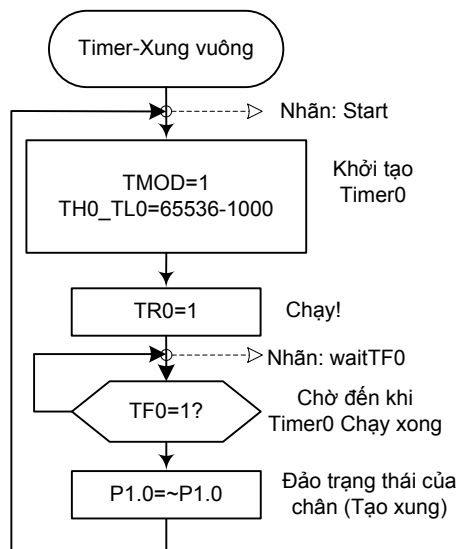 Timer-Xung vuông
Nhãn: Start
TMOD=1
TH0_TL0=65536-1000
Khởi tạo
Timer0
TR0=1
Chạy!
Nhãn: waitTF0
TF0=1?
Chờ đến khi
Timer0 Chạy xong
P1.0=~P1.0
Đảo trạng thái của
chân (Tạo xung)